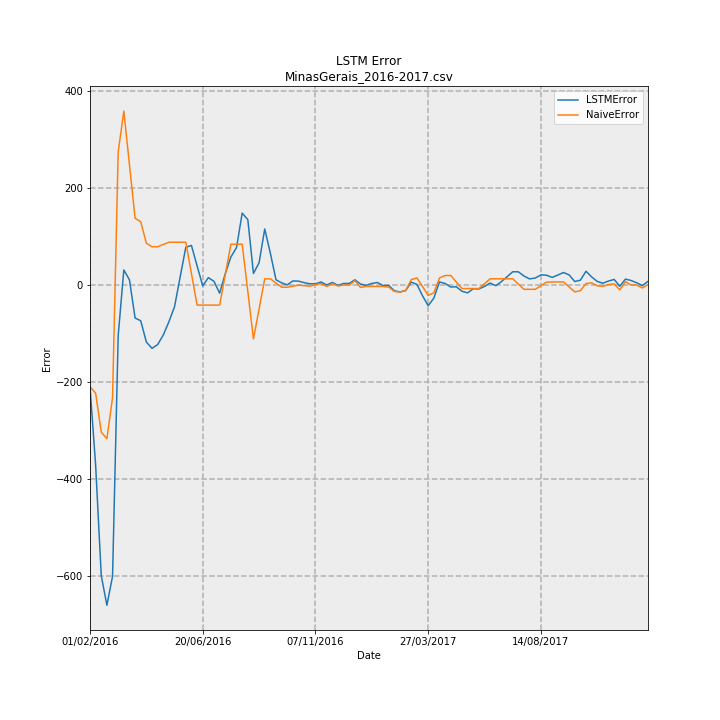 LSTM Error
MinasGerais_2016-2017.csv
LSTMError
NaiveError
400
200
0
−200
−400
−600
Error
01/02/2016
20/06/2016
07/11/2016
27/03/2017
14/08/2017
Date